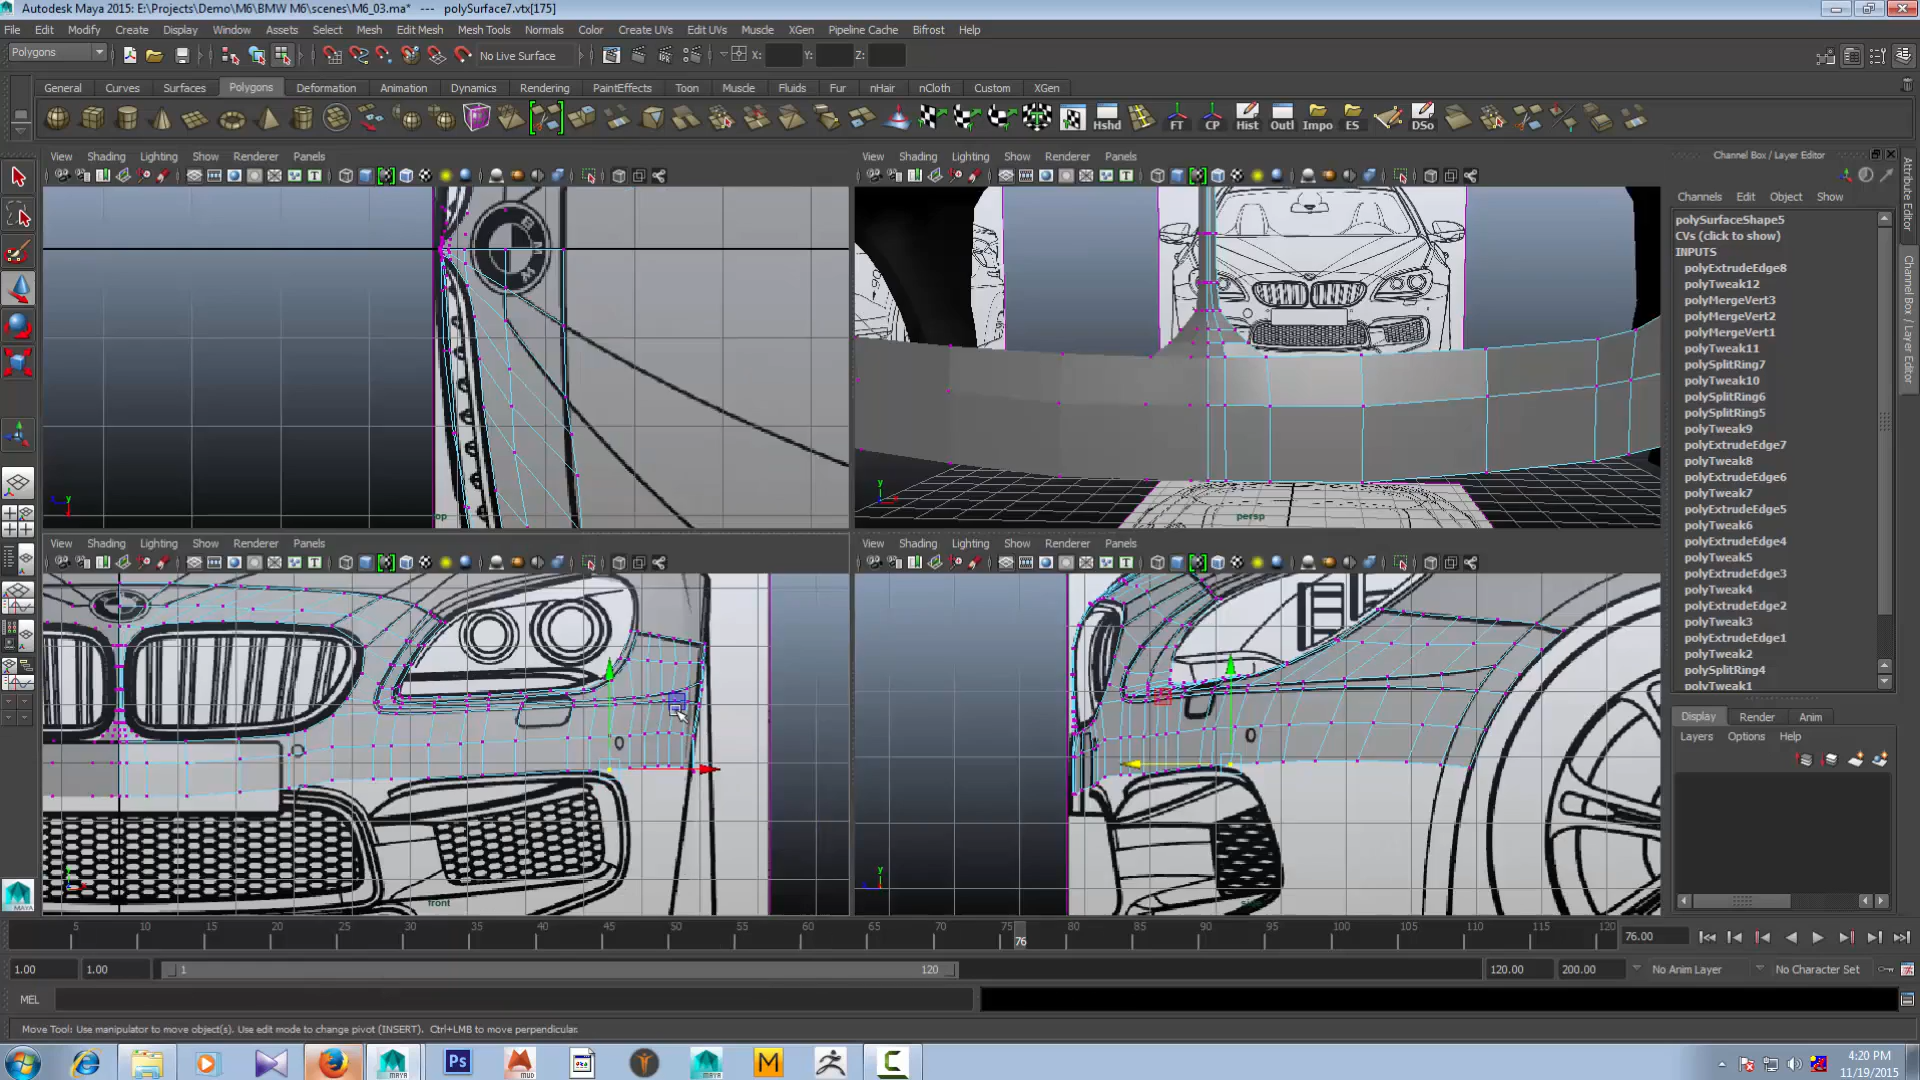 Autodesk Maya 2015: E:\Projects\Demo\M6\BMW M6\scenes\M6_03.ma*   ---   polySurface7.vtx[175]
File Edit Modify Create Display Window Assets Select Mesh Edit Mesh Mesh Tools Normals Color Create UVs Edit UVs Muscle XGen Pipeline Cache Bifrost Help
Polygons No Live Surface X: Y: Z:
General Curves Surfaces Polygons Deformation Animation Dynamics Rendering PaintEffects Toon Muscle Fluids Fur nHair nCloth Custom XGen
Hshd FT CP Hist Outl Impo ES DSo
View Shading Lighting Show Renderer Panels
View Shading Lighting Show Renderer Panels
Channel Box / Layer Editor
Channels Edit Object Show
polySurfaceShape5
CVs (click to show)
INPUTS
polyExtrudeEdge8
polyTweak12
polyMergeVert3
polyMergeVert2
polyMergeVert1
polyTweak11
polySplitRing7
polyTweak10
polySplitRing6
polySplitRing5
polyTweak9
polyExtrudeEdge7
polyTweak8
polyExtrudeEdge6
polyTweak7
polyExtrudeEdge5
polyTweak6
polyExtrudeEdge4
polyTweak5
polyExtrudeEdge3
polyTweak4
polyExtrudeEdge2
polyTweak3
polyExtrudeEdge1
polyTweak2
polySplitRing4
polyTweak1
Attribute Editor
Channel Box / Layer Editor
persp
View Shading Lighting Show Renderer Panels
View Shading Lighting Show Renderer Panels
front
Display Render Anim
Layers Options Help
5 10 15 20 25 30 35 40 45 50 55 60 65 70 75 80 85 90 95 100 105 110 115 120
76
76.00
1.00 1.00 1 120 120.00 200.00 No Anim Layer No Character Set
MEL
Move Tool: Use manipulator to move object(s). Use edit mode to change pivot (INSERT). Ctrl+LMB to move perpendicular.
4:20 PM
11/19/2015